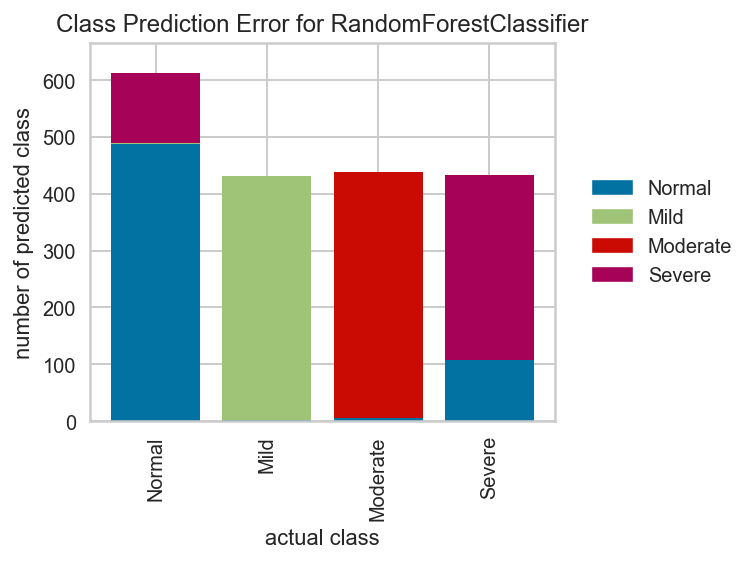 Class Prediction Error for RandomForestClassifier
number of predicted class
600
500
400
300
200
100
0
Normal
Mild
Moderate
Severe
actual class
Normal
Mild
Moderate
Severe